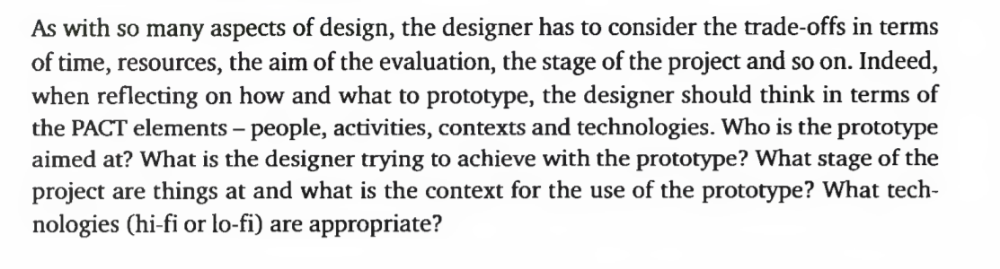 As with so many aspects of design, the designer has to consider the trade-offs in terms
of time, resources, the aim of the evaluation, the stage of the project and so on. Indeed,
when reflecting on how and what to prototype, the designer should think in terms of
the PACT elements – people, activities, contexts and technologies. Who is the prototype
aimed at? What is the designer trying to achieve with the prototype? What stage of the
project are things at and what is the context for the use of the prototype? What tech-
nologies (hi-fi or lo-fi) are appropriate?